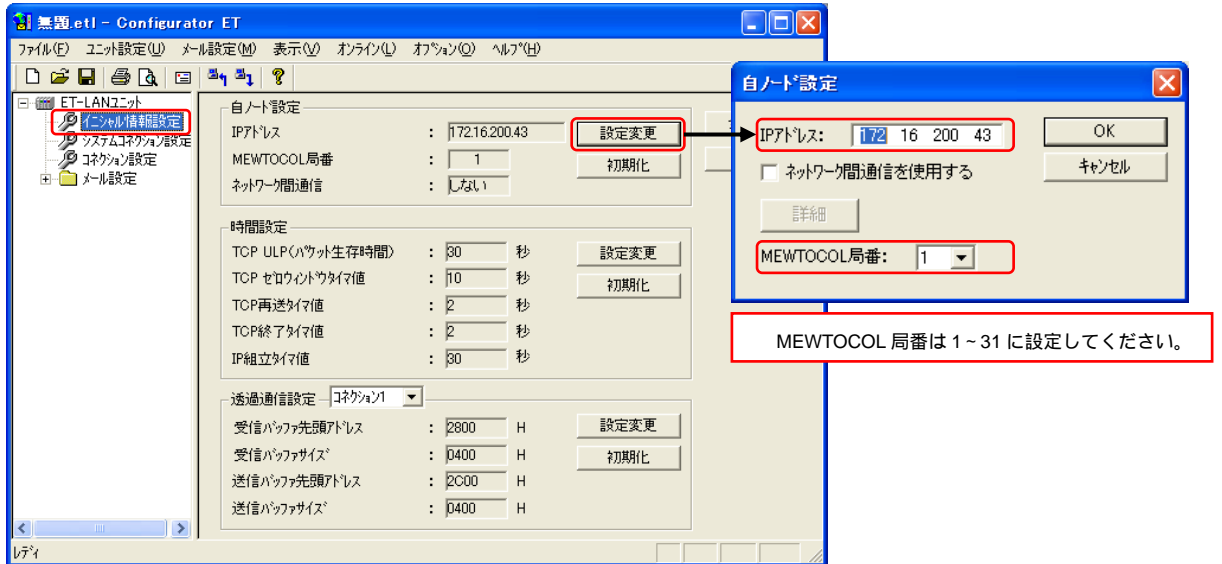 無題.etl - Configurator ET
ファイル(F) ユニット設定(U) メール設定(M) 表示(V) オンライン(L) オプション(O) ヘルプ(H)
ET-LANユニット
イニシャル情報設定
システムコネクション設定
コネクション設定
メール設定
自ノード設定
IPアドレス : 172.16.200.43 設定変更
MEWTOCOL局番 : 1 初期化
ネットワーク間通信 : しない
時間設定
TCP ULP(パケット生存時間) : 30 秒 設定変更
TCP ゼロウィンドウタイマ値 : 10 秒 初期化
TCP再送タイマ値 : 2 秒
TCP終了タイマ値 : 2 秒
IP組立タイマ値 : 30 秒
透過通信設定 コネクション1
受信バッファ先頭アドレス : 2800 H 設定変更
受信バッファサイズ : 0400 H 初期化
送信バッファ先頭アドレス : 2C00 H
送信バッファサイズ : 0400 H
レディ
自ノード設定
IPアドレス: 172 16 200 43 OK
ネットワーク間通信を使用する キャンセル
詳細
MEWTOCOL局番: 1
MEWTOCOL 局番は 1 ~ 31 に設定してください。